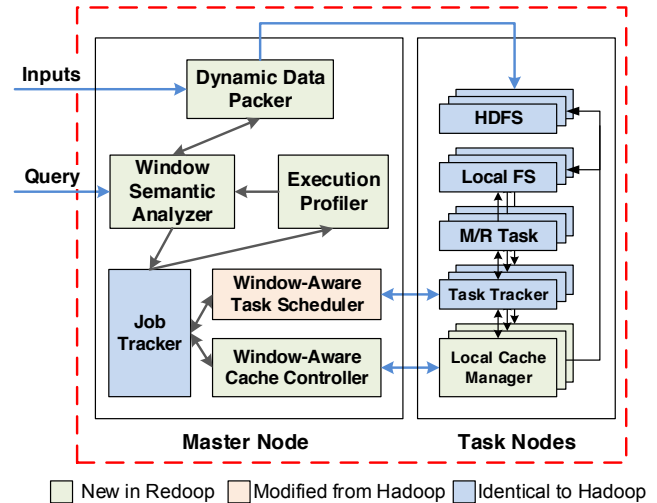 Inputs
Dynamic Data
Packer
HDFS
Query
Window
Semantic
Analyzer
Execution
Profiler
Local FS
M/R Task
Job
Tracker
Window-Aware
Task Scheduler
Task Tracker
Window-Aware
Cache Controller
Local Cache
Manager
Master Node
Task Nodes
New in Redoop
Modified from Hadoop
Identical to Hadoop